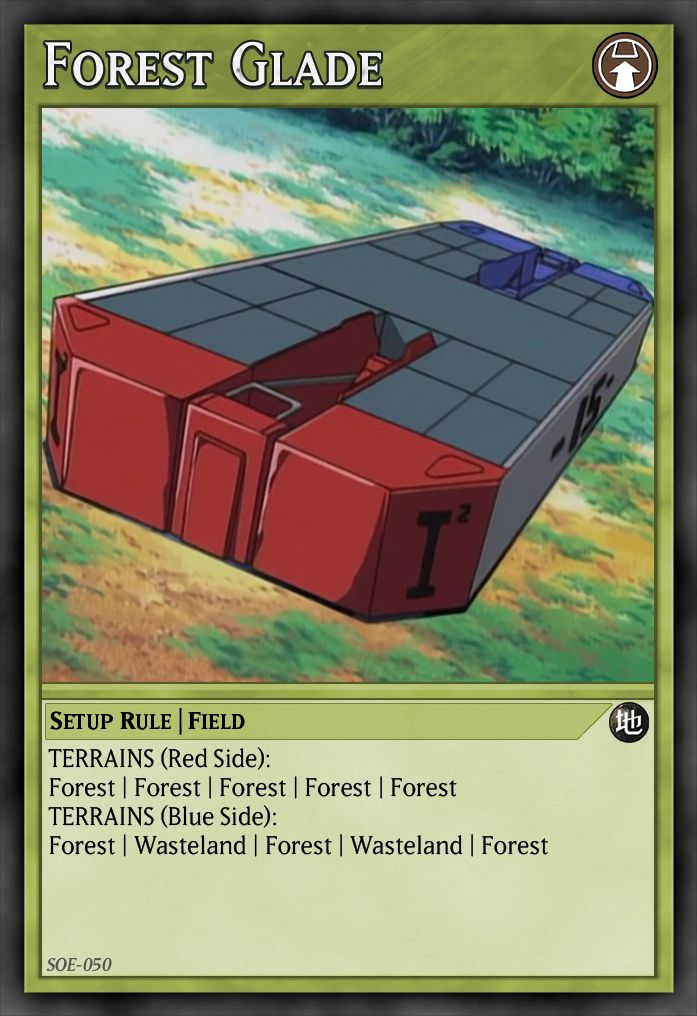 Forest Glade
-15-
I²
Setup Rule | Field
TERRAINS (Red Side):
Forest | Forest | Forest | Forest | Forest
TERRAINS (Blue Side):
Forest | Wasteland | Forest | Wasteland | Forest
SOE-050